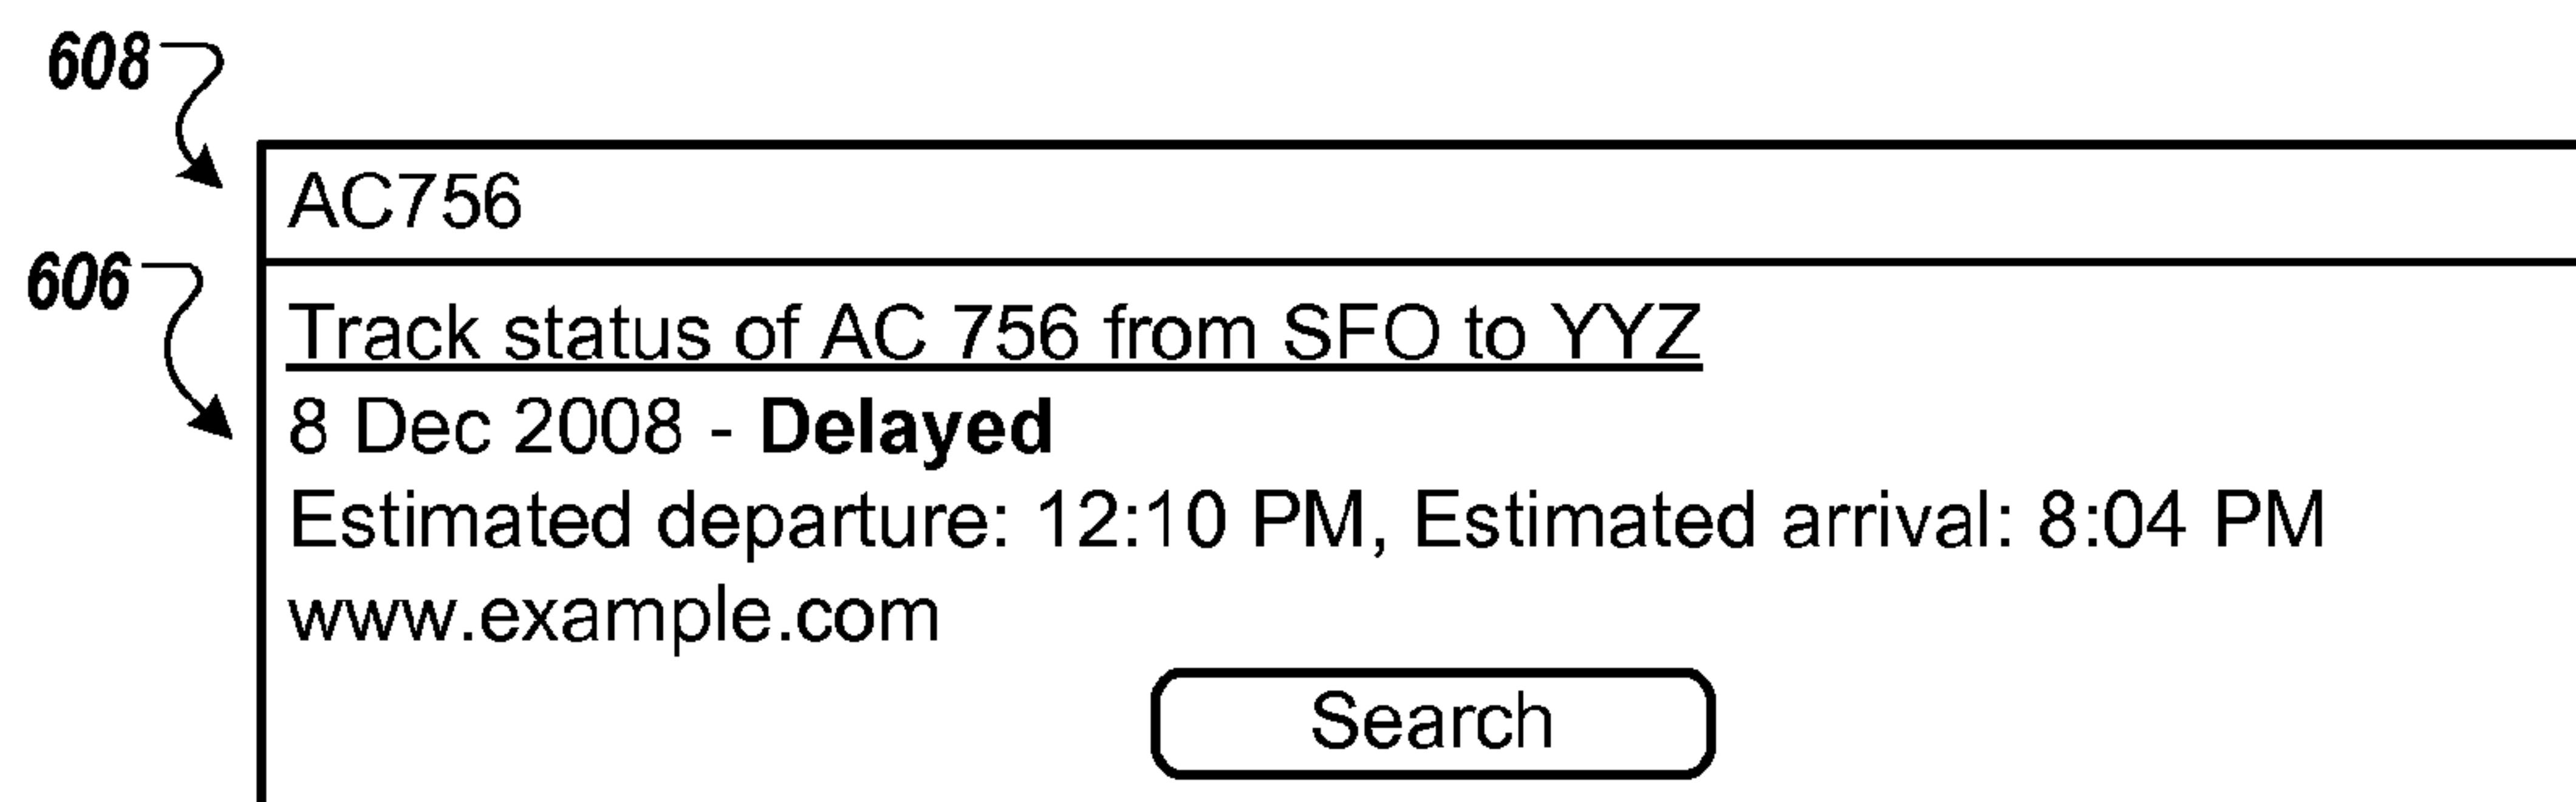 608
AC756
606
Track status of AC 756 from SFO to YYZ
8 Dec 2008 - Delayed
Estimated departure: 12:10 PM, Estimated arrival: 8:04 PM
www.example.com
Search